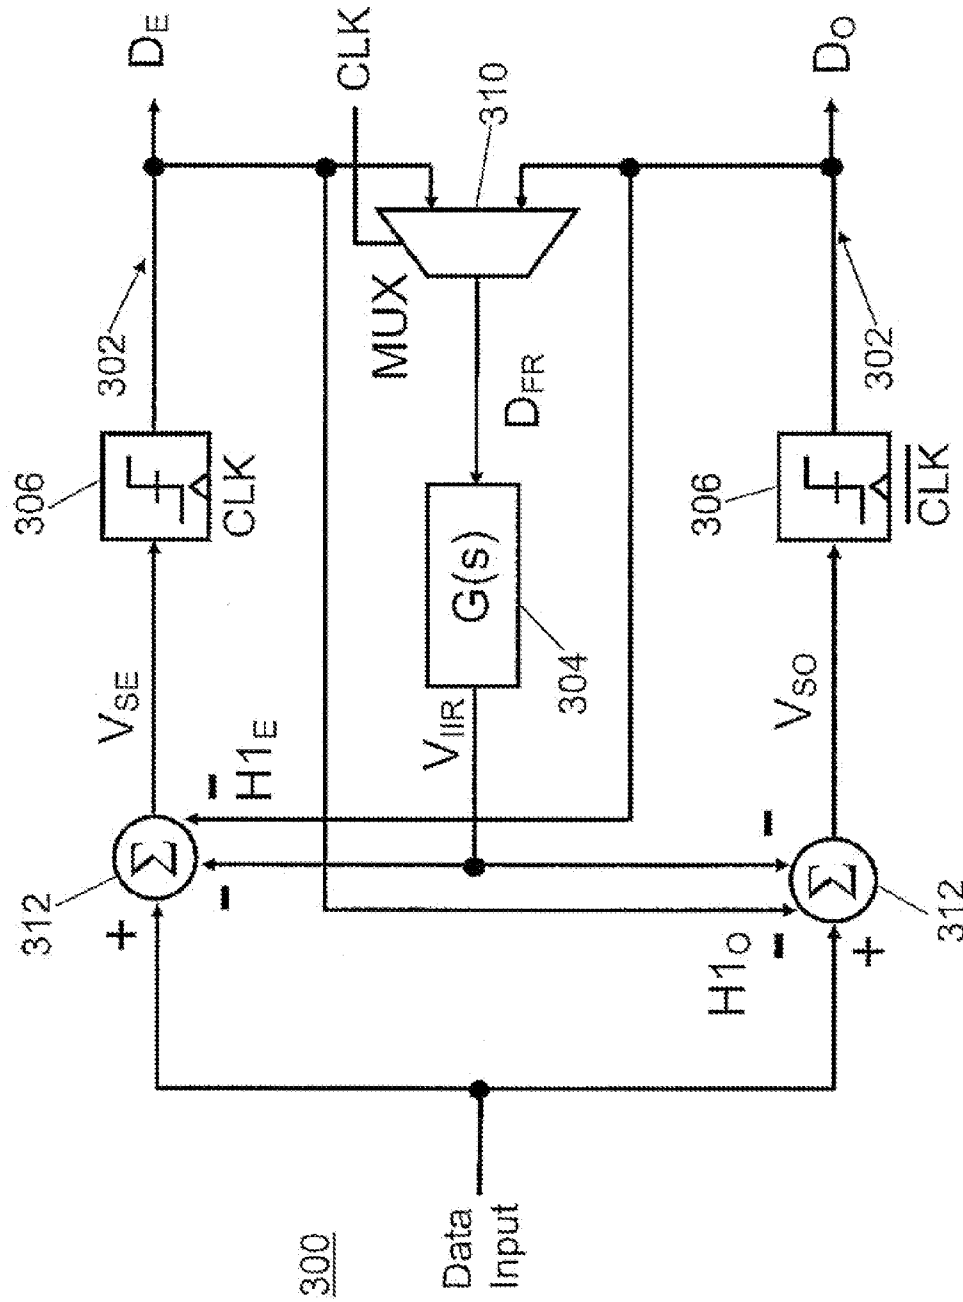 300
Data
Input
312
+
-
-
H1E
VSE
306
CLK
302
DE
VIIR
304
G(s)
DFR
MUX
310
CLK
H1O
-
-
+
312
VSO
306
CLK
302
DO
Σ
Σ